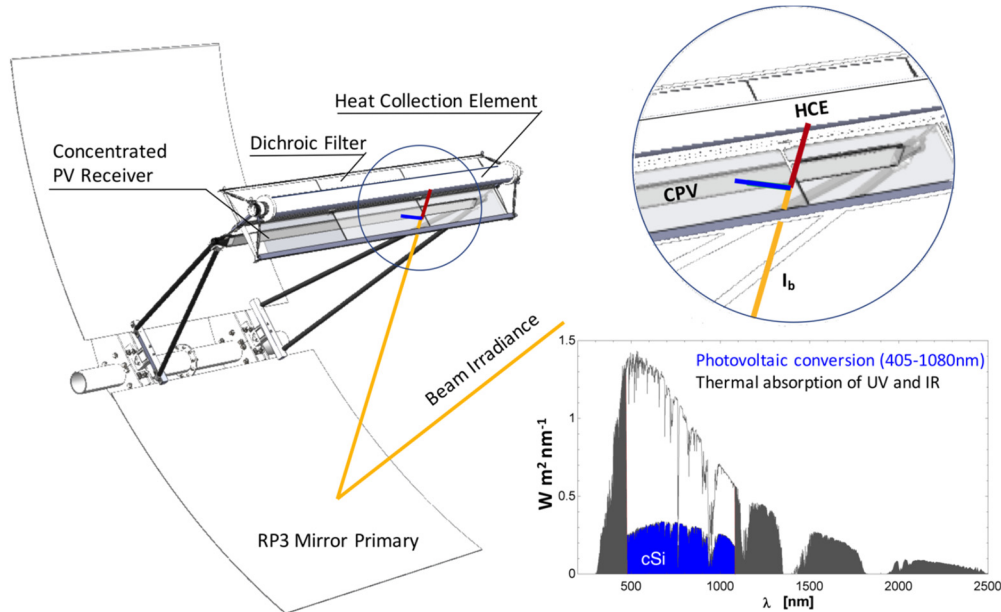 Heat Collection Element
Dichroic Filter
Concentrated
PV Receiver
HCE
CPV
I_b
Beam Irradiance
RP3 Mirror Primary
Photovoltaic conversion (405-1080nm)
Thermal absorption of UV and IR
W m² nm⁻¹
1.5
1
0.5
0
cSi
500
1000
1500
2000
2500
λ [nm]